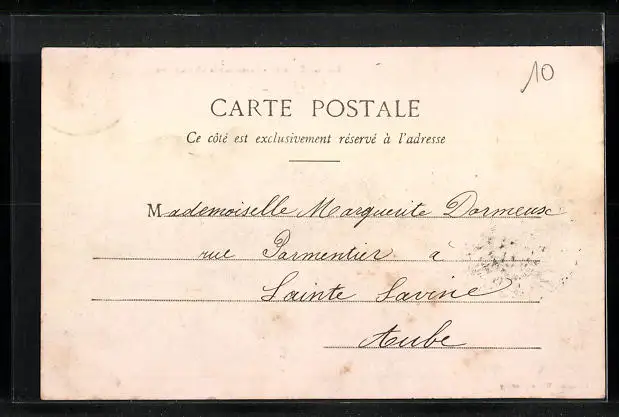 10
CARTE POSTALE
Ce côté est exclusivement réservé à l'adresse
Mademoiselle Marguerite Dormeux
rue Parmentier à
Sainte Savine
Aube